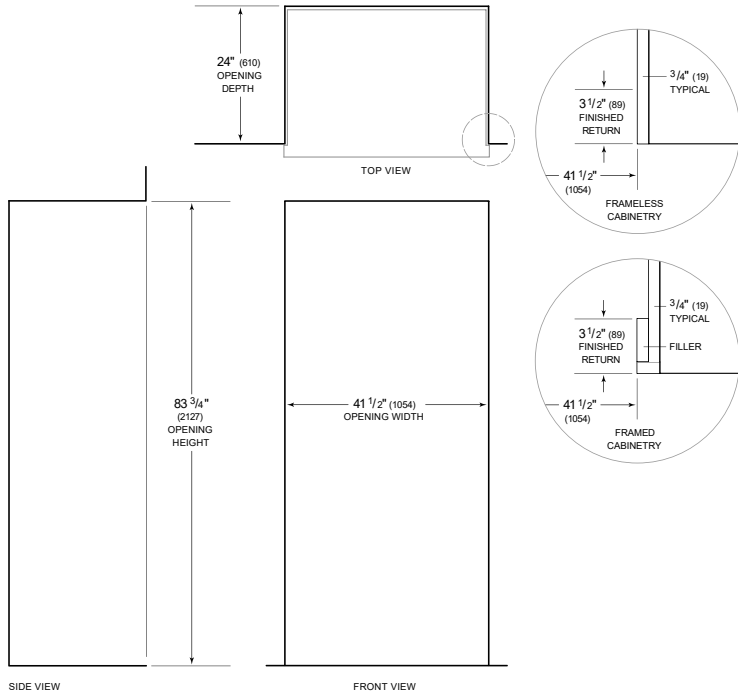 24" (610)
OPENING
DEPTH
TOP VIEW
3/4" (19)
TYPICAL
3 1/2" (89)
FINISHED
RETURN
41 1/2"
(1054)
FRAMELESS
CABINETRY
3/4" (19)
TYPICAL
3 1/2" (89)
FINISHED
RETURN
FILLER
41 1/2"
(1054)
FRAMED
CABINETRY
83 3/4"
(2127)
OPENING
HEIGHT
41 1/2" (1054)
OPENING WIDTH
SIDE VIEW
FRONT VIEW